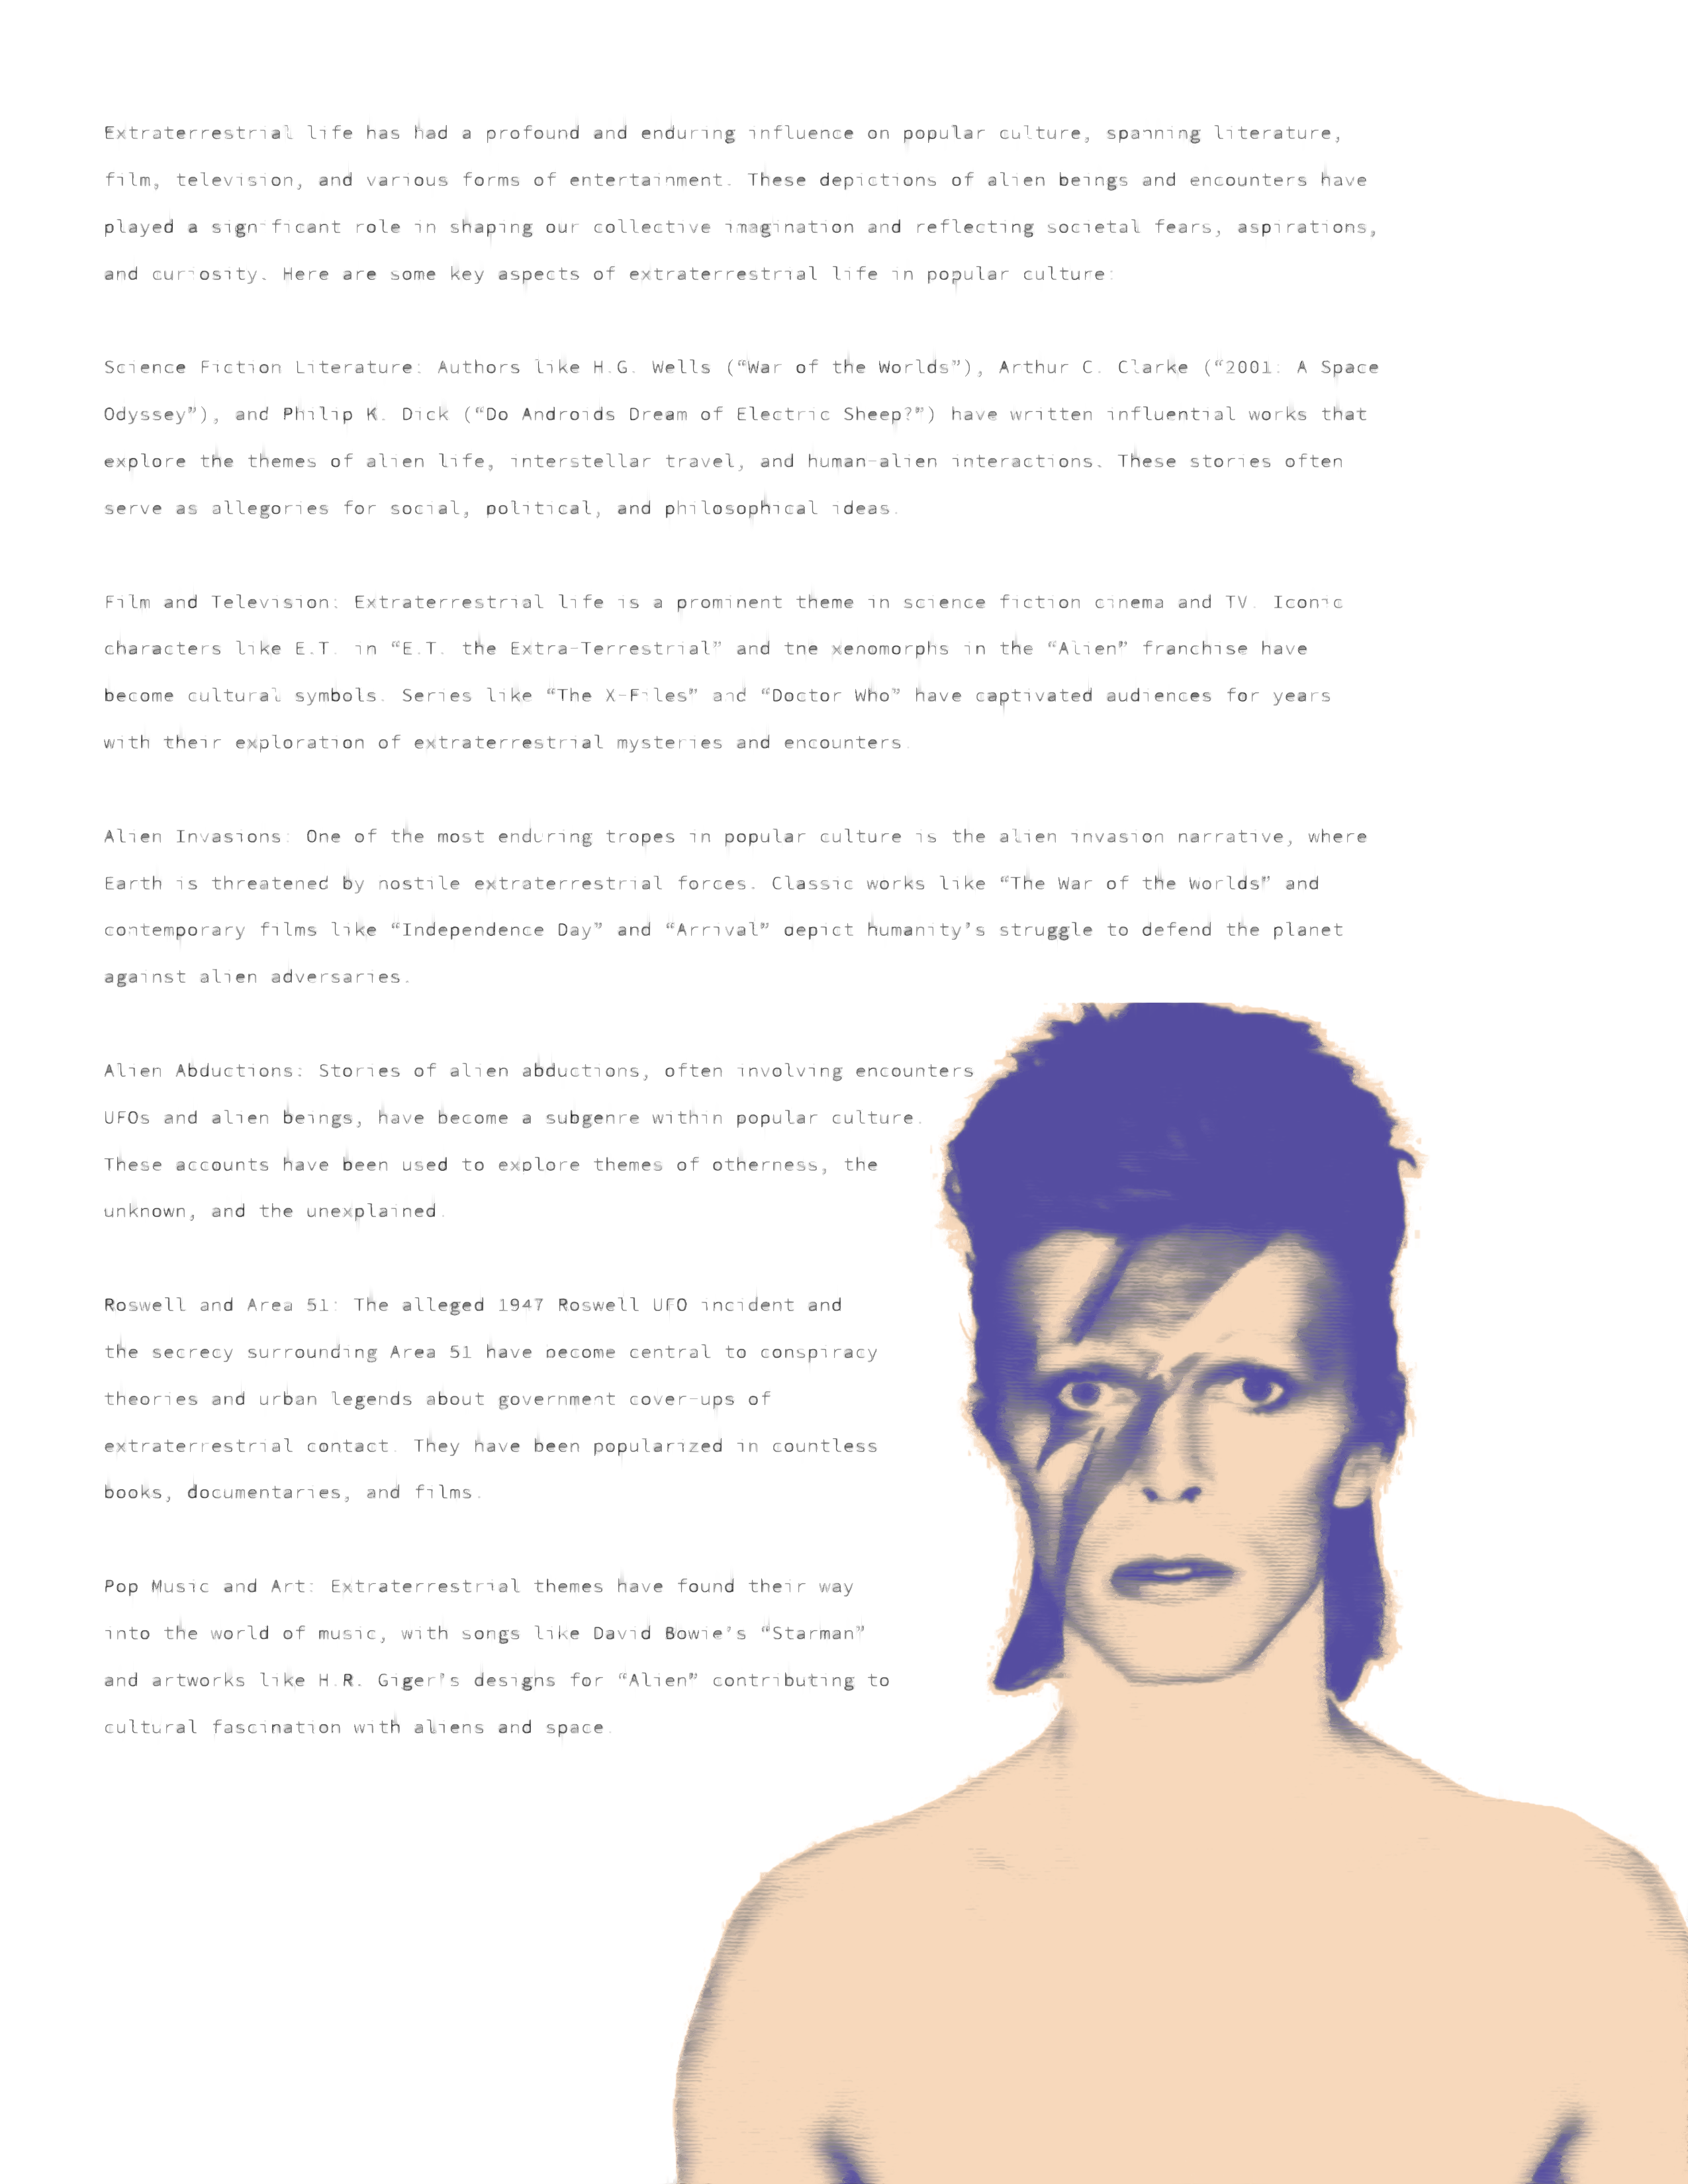 Extraterrestrial life has had a profound and enduring influence on popular culture, spanning literature,
film, television, and various forms of entertainment. These depictions of alien beings and encounters have
played a significant role in shaping our collective imagination and reflecting societal fears, aspirations,
and curiosity. Here are some key aspects of extraterrestrial life in popular culture:
Science Fiction Literature: Authors like H.G. Wells (“War of the Worlds”), Arthur C. Clarke (“2001: A Space
Odyssey”), and Philip K. Dick (“Do Androids Dream of Electric Sheep?”) have written influential works that
explore the themes of alien life, interstellar travel, and human-alien interactions. These stories often
serve as allegories for social, political, and philosophical ideas.
Film and Television: Extraterrestrial life is a prominent theme in science fiction cinema and TV. Iconic
characters like E.T. in “E.T. the Extra-Terrestrial” and the xenomorphs in the “Alien” franchise have
become cultural symbols. Series like “The X-Files” and “Doctor Who” have captivated audiences for years
with their exploration of extraterrestrial mysteries and encounters.
Alien Invasions: One of the most enduring tropes in popular culture is the alien invasion narrative, where
Earth is threatened by hostile extraterrestrial forces. Classic works like “The War of the Worlds” and
contemporary films like “Independence Day” and “Arrival” depict humanity’s struggle to defend the planet
against alien adversaries.
Alien Abductions: Stories of alien abductions, often involving encounters
UFOs and alien beings, have become a subgenre within popular culture.
These accounts have been used to explore themes of otherness, the
unknown, and the unexplained.
Roswell and Area 51: The alleged 1947 Roswell UFO incident and
the secrecy surrounding Area 51 have become central to conspiracy
theories and urban legends about government cover-ups of
extraterrestrial contact. They have been popularized in countless
books, documentaries, and films.
Pop Music and Art: Extraterrestrial themes have found their way
into the world of music, with songs like David Bowie’s “Starman”
and artworks like H.R. Giger’s designs for “Alien” contributing to
cultural fascination with aliens and space.